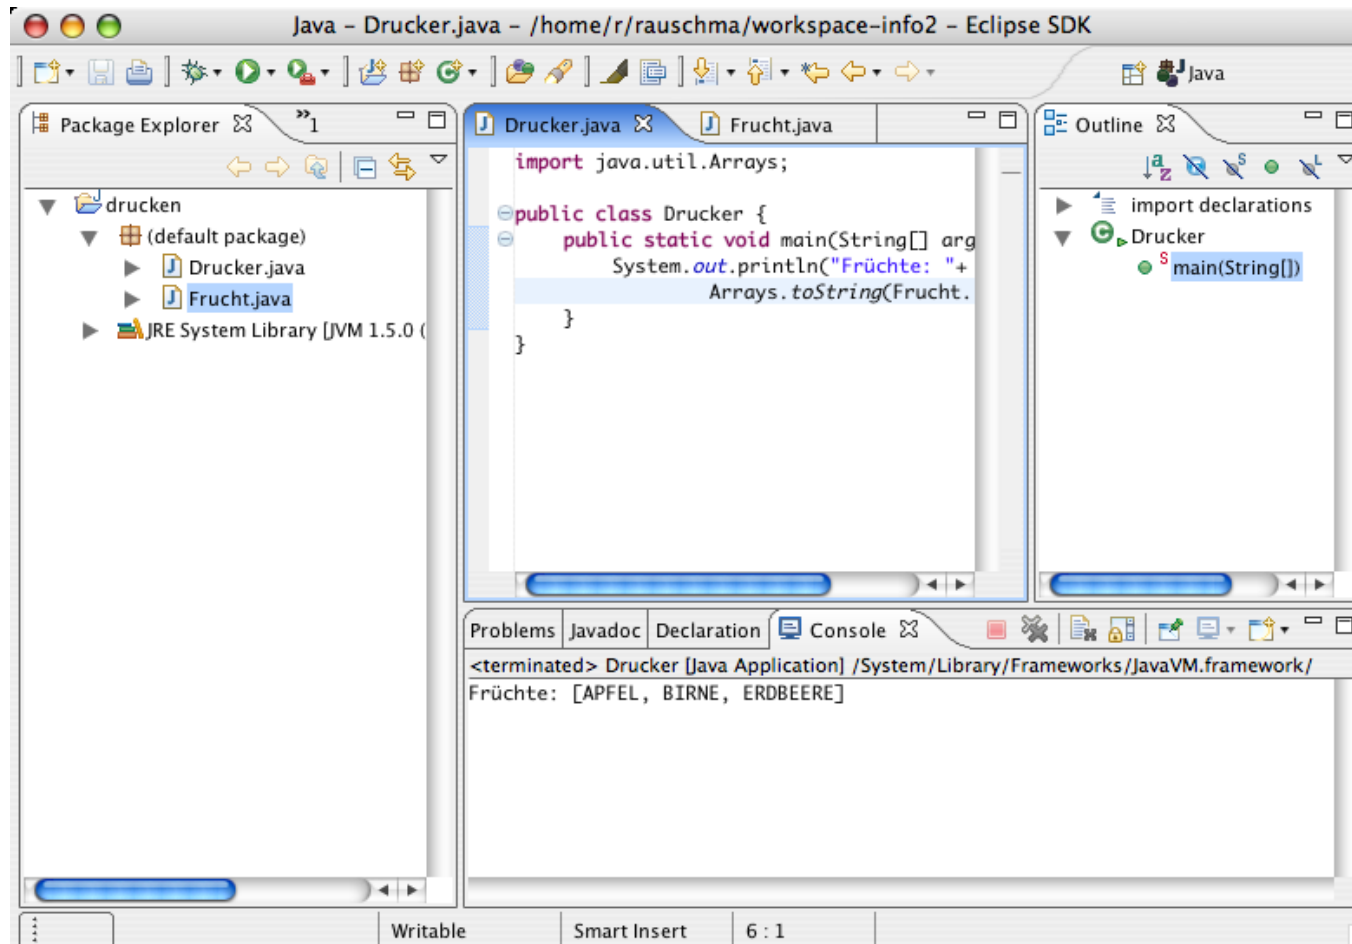 Java – Drucker.java – /home/r/rauschma/workspace-info2 – Eclipse SDK
Java
Package Explorer
»1
drucken
(default package)
Drucker.java
Frucht.java
JRE System Library [JVM 1.5.0 (
Drucker.java
Frucht.java
import java.util.Arrays;
public class Drucker {
public static void main(String[] arg
System.out.println("Früchte: "+
Arrays.toString(Frucht.
}
}
Outline
import declarations
Drucker
main(String[])
Problems Javadoc Declaration Console
<terminated> Drucker [Java Application] /System/Library/Frameworks/JavaVM.framework/
Früchte: [APFEL, BIRNE, ERDBEERE]
Writable Smart Insert 6 : 1